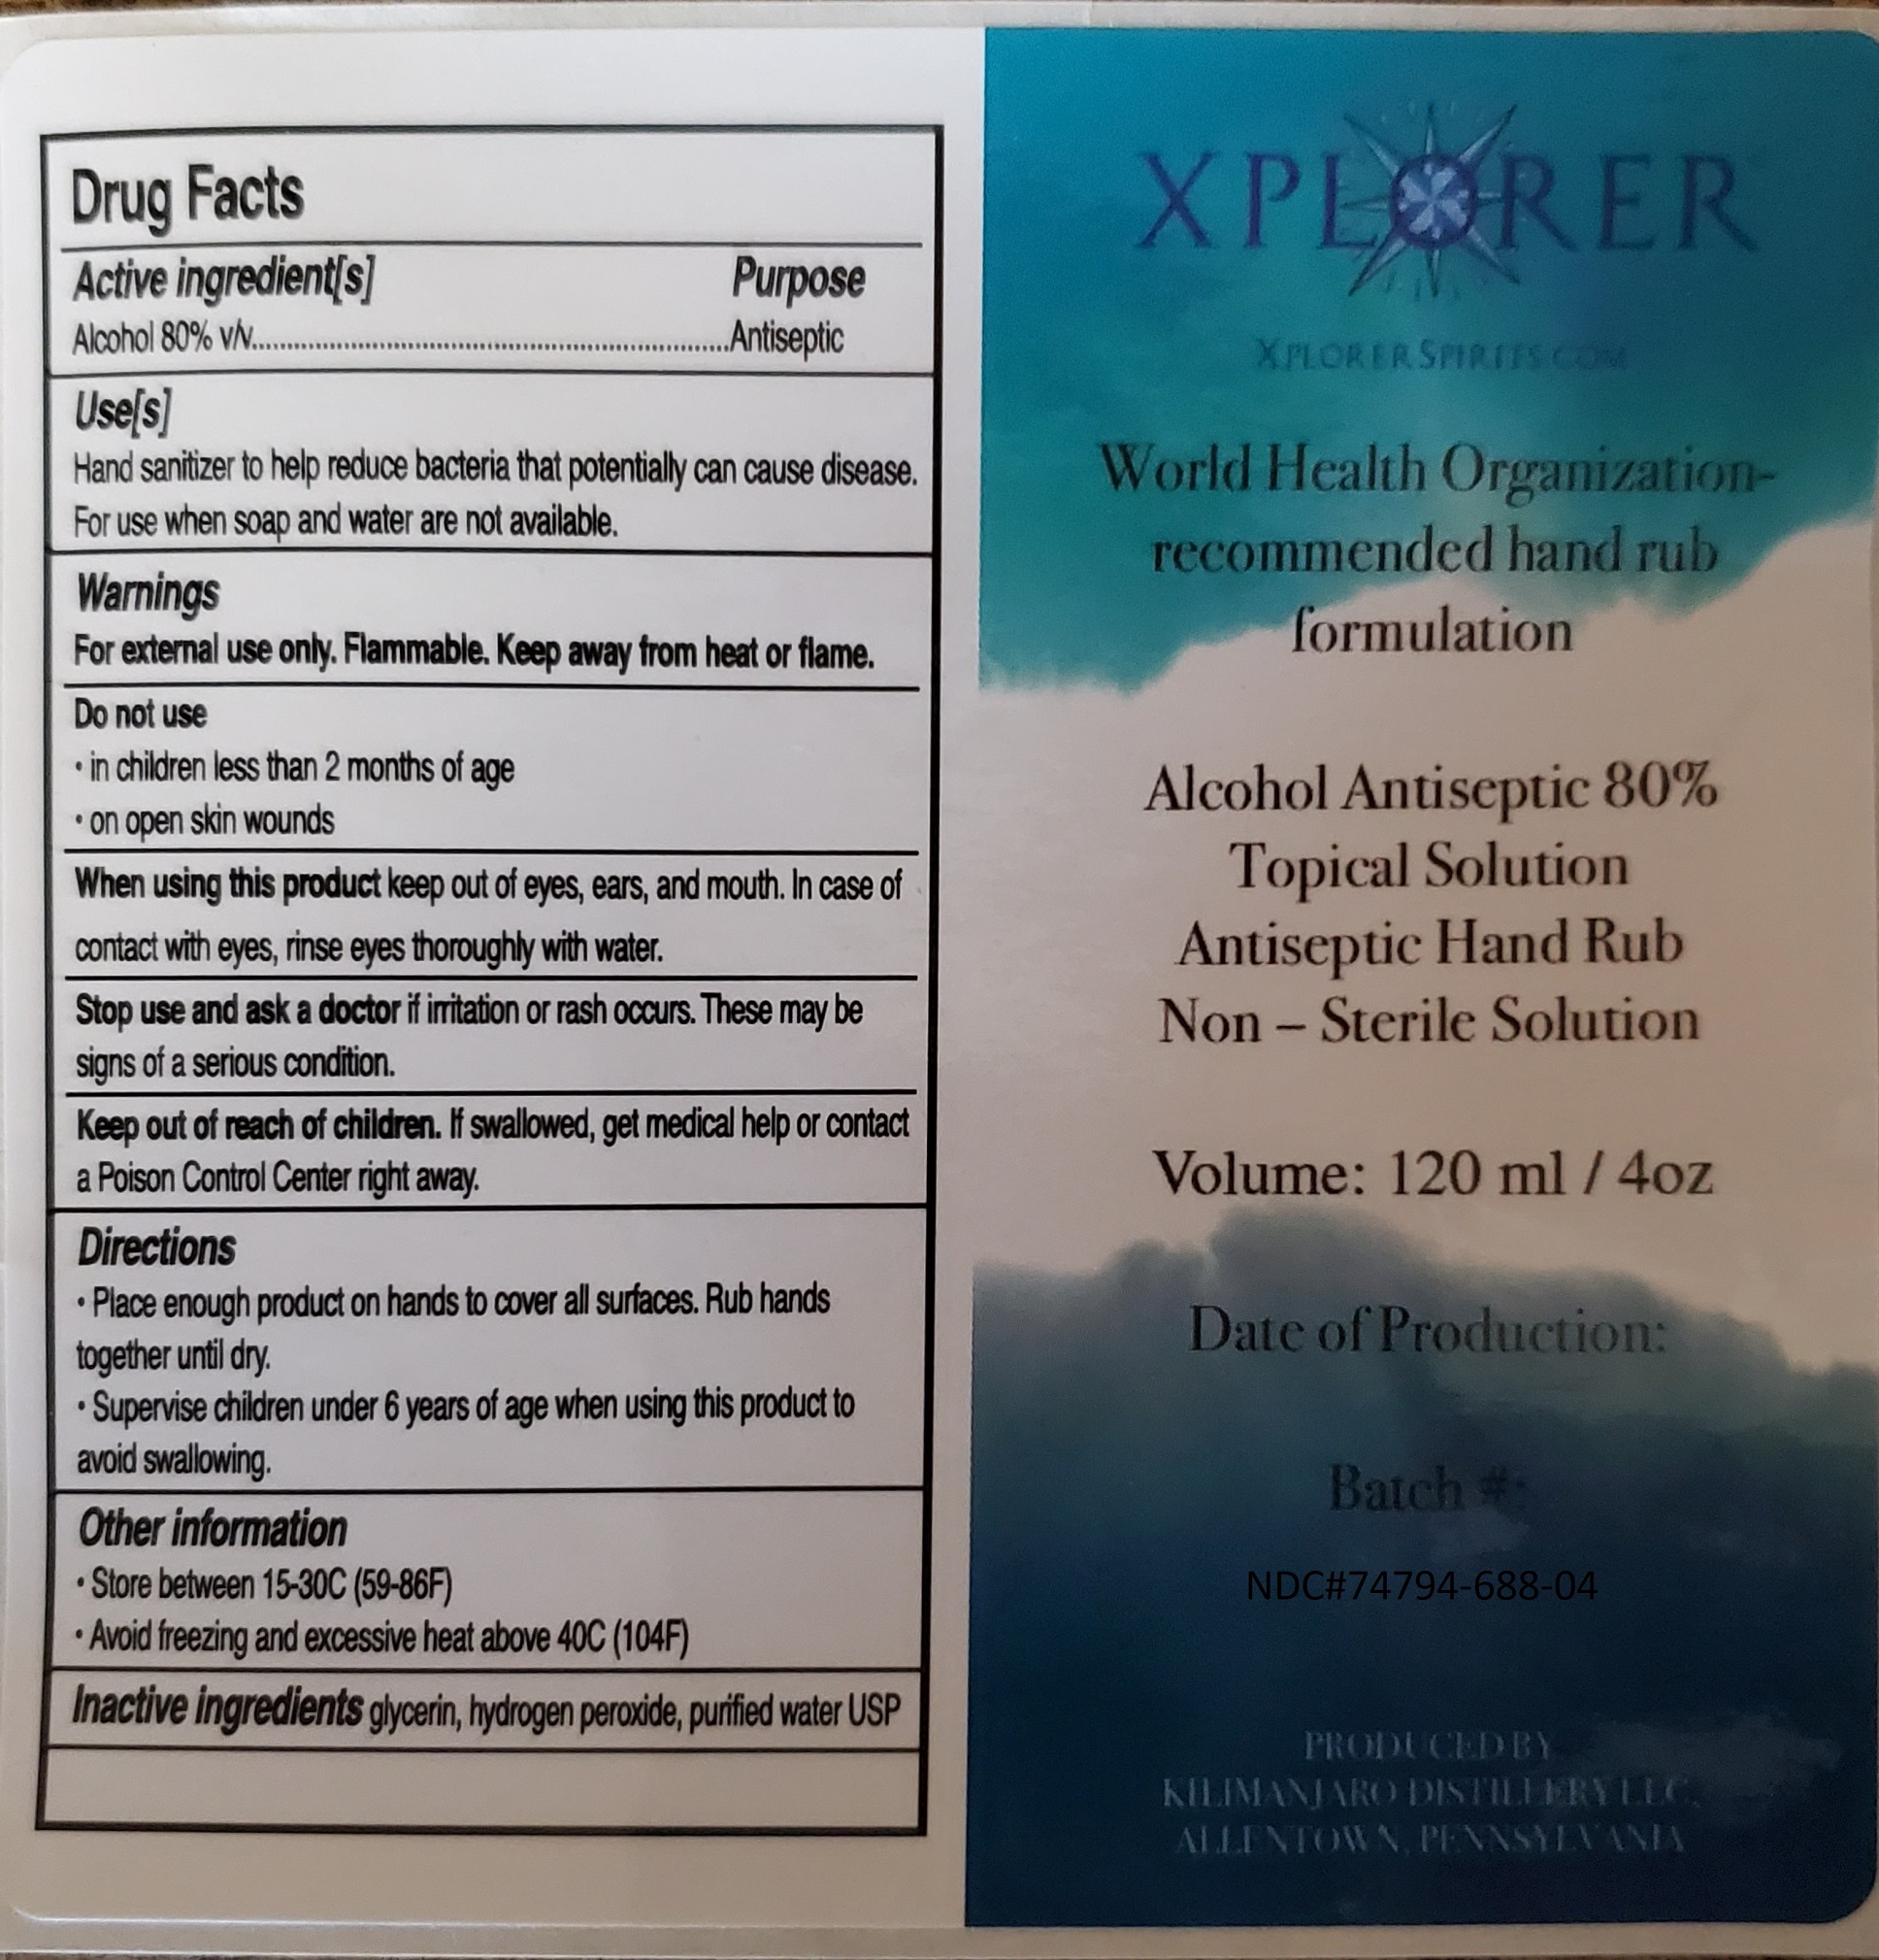 Drug Facts
Active ingredient[s] Purpose
Alcohol 80% v/v..........................................................................Antiseptic
Use[s]
Hand sanitizer to help reduce bacteria that potentially can cause disease.
For use when soap and water are not available.
Warnings
For external use only. Flammable. Keep away from heat or flame.
Do not use
• in children less than 2 months of age
• on open skin wounds
When using this product keep out of eyes, ears, and mouth. In case of
contact with eyes, rinse eyes thoroughly with water.
Stop use and ask a doctor if irritation or rash occurs. These may be
signs of a serious condition.
Keep out of reach of children. If swallowed, get medical help or contact
a Poison Control Center right away.
Directions
• Place enough product on hands to cover all surfaces. Rub hands
together until dry.
• Supervise children under 6 years of age when using this product to
avoid swallowing.
Other information
• Store between 15-30C (59-86F)
• Avoid freezing and excessive heat above 40C (104F)
Inactive ingredients glycerin, hydrogen peroxide, purified water USP
XPLORER
XPLORERSPIRITS.COM
World Health Organization-
recommended hand rub
formulation
Alcohol Antiseptic 80%
Topical Solution
Antiseptic Hand Rub
Non – Sterile Solution
Volume: 120 ml / 4oz
Date of Production:
Batch #:
NDC#74794-688-04
PRODUCED BY
KILIMANJARO DISTILLERY LLC,
ALLENTOWN, PENNSYLVANIA